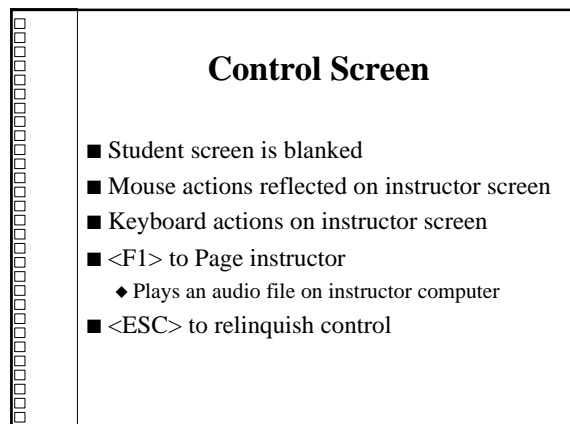 Control Screen
■ Student screen is blanked
■ Mouse actions reflected on instructor screen
■ Keyboard actions on instructor screen
■ <F1> to Page instructor
◆ Plays an audio file on instructor computer
■ <ESC> to relinquish control